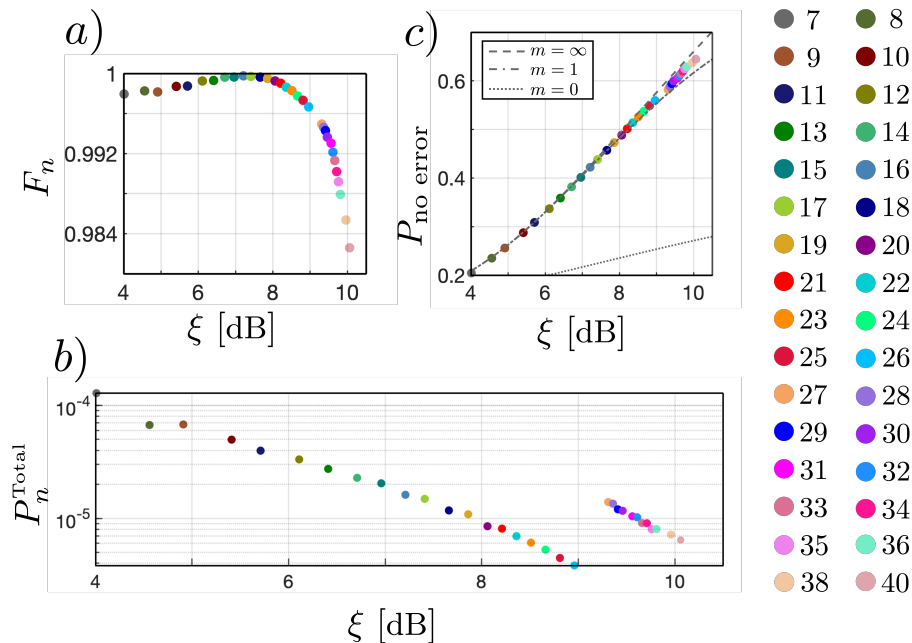 a)
1
0.992
0.984
F_n
4 6 8 10
ξ [dB]
c)
m = ∞
m = 1
m = 0
0.6
0.4
0.2
P_no error
4 6 8 10
ξ [dB]
b)
10^-4
10^-5
P_n^Total
4 6 8 10
ξ [dB]
7 8
9 10
11 12
13 14
15 16
17 18
19 20
21 22
23 24
25 26
27 28
29 30
31 32
33 34
35 36
38 40